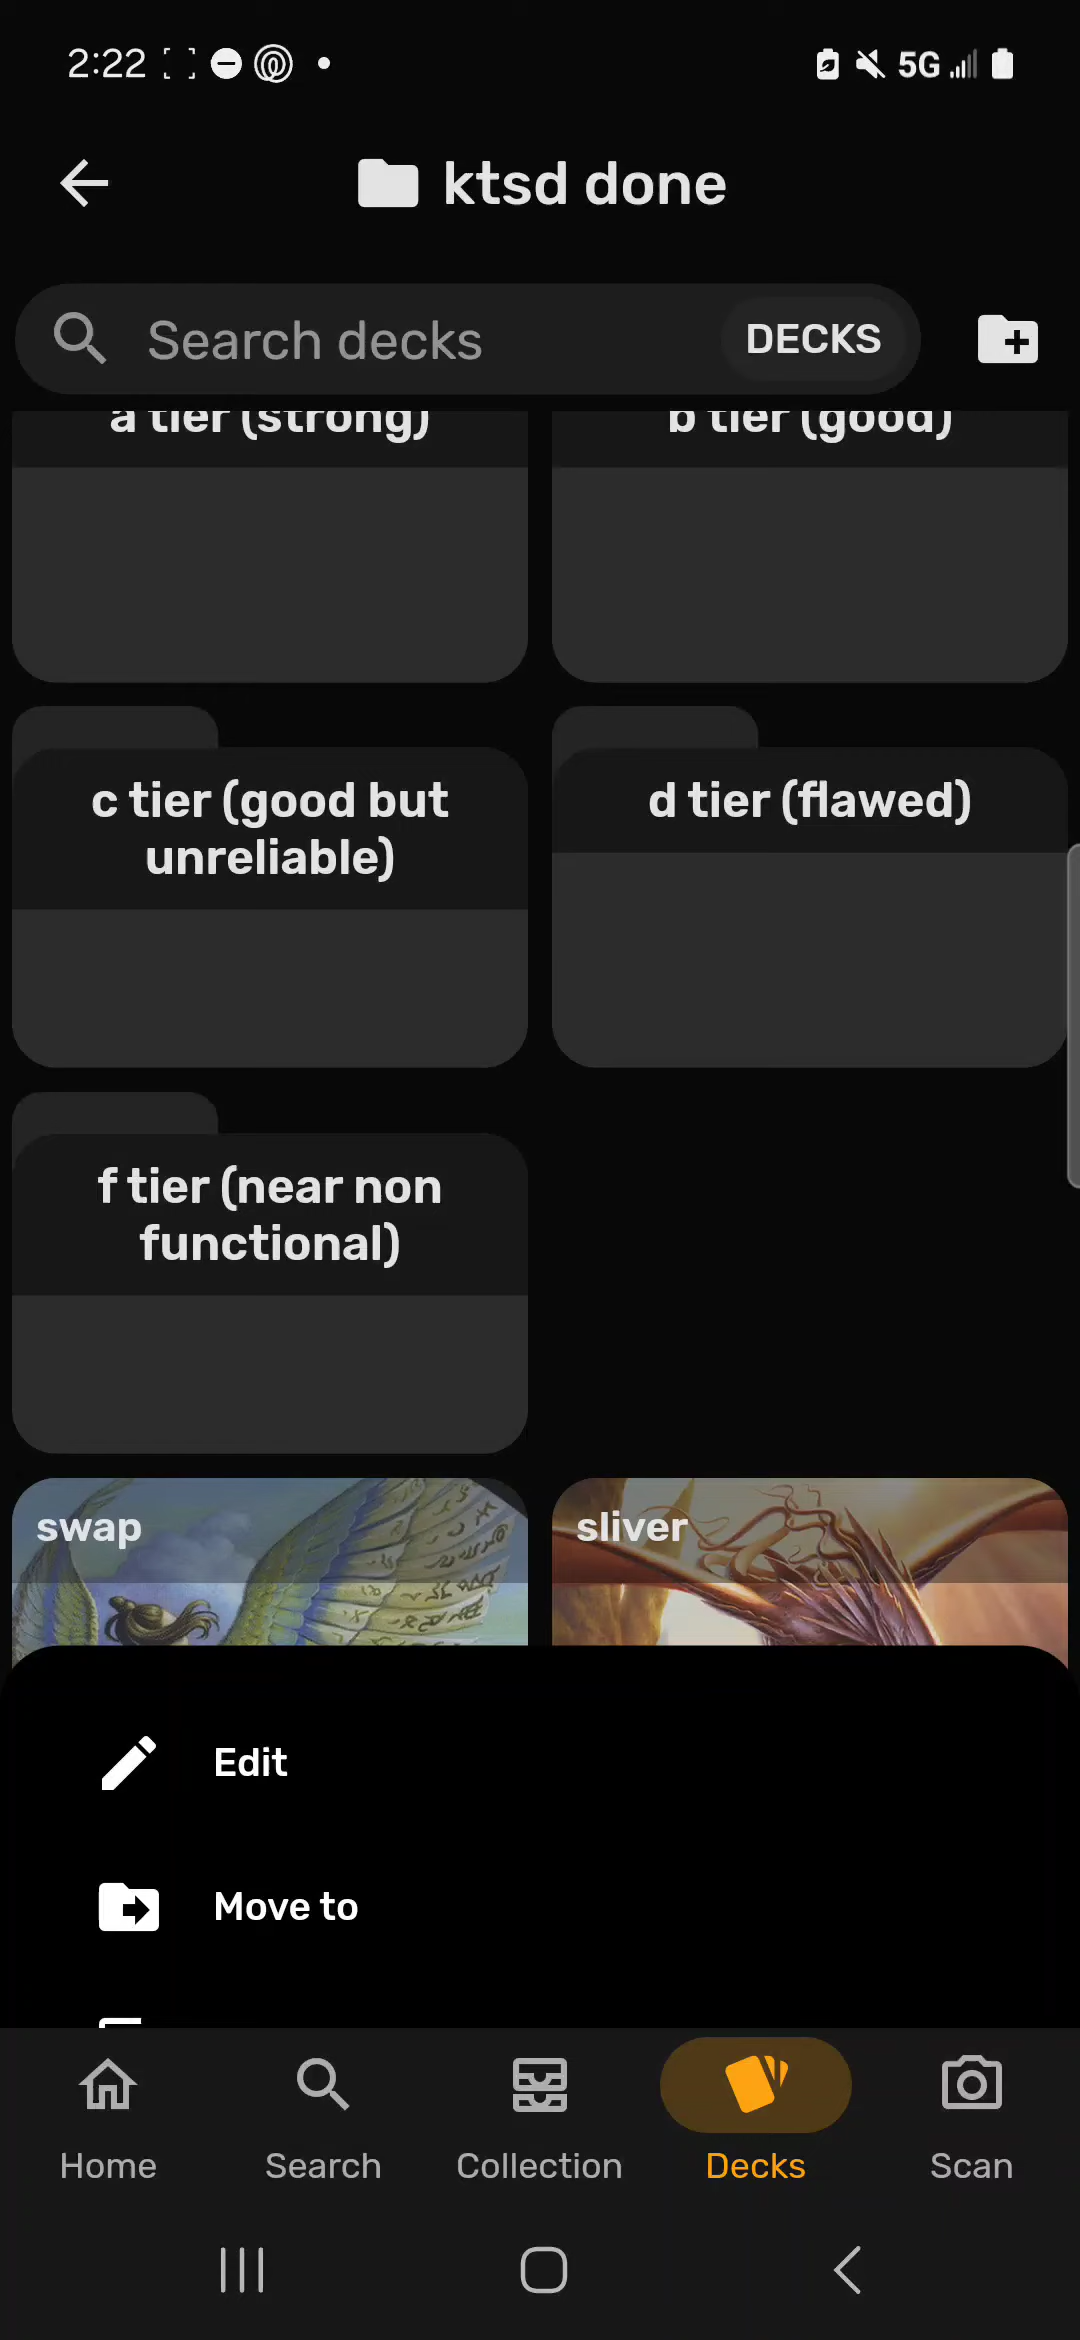 2:22
5G
ktsd done
Search decks
DECKS
a tier (strong)
b tier (good)
c tier (good but
unreliable)
d tier (flawed)
f tier (near non
functional)
swap
sliver
Edit
Move to
Home
Search
Collection
Decks
Scan